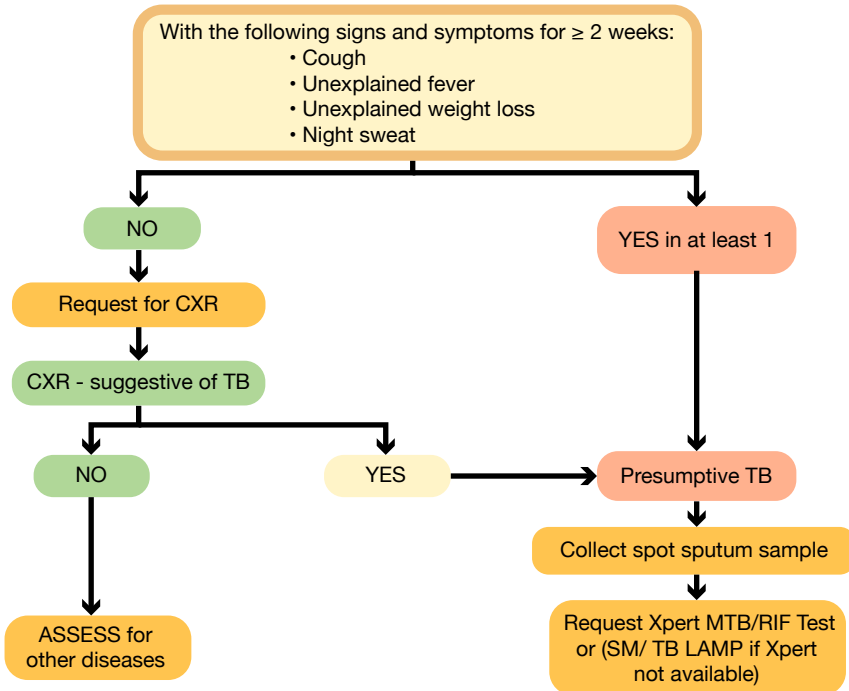 With the following signs and symptoms for ≥ 2 weeks:
• Cough
• Unexplained fever
• Unexplained weight loss
• Night sweat
NO
YES in at least 1
Request for CXR
CXR - suggestive of TB
NO
YES
Presumptive TB
Collect spot sputum sample
ASSESS for
other diseases
Request Xpert MTB/RIF Test
or (SM/ TB LAMP if Xpert
not available)